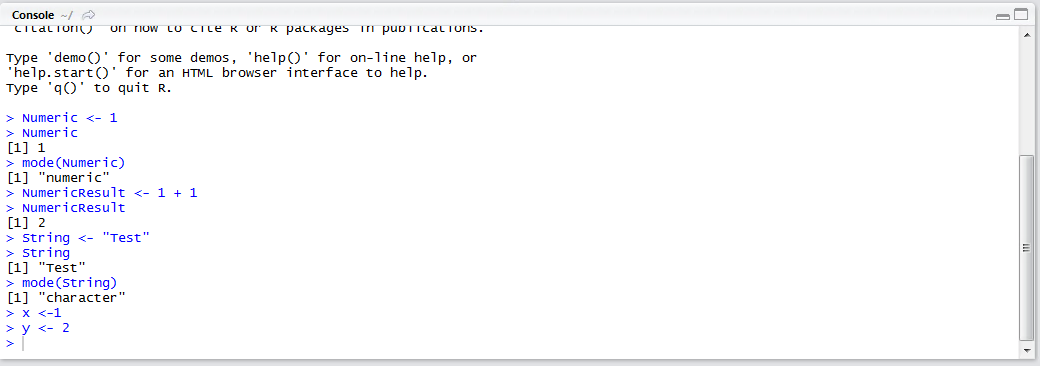 Console ~/
'citation()' on how to cite R or R packages in publications.
Type 'demo()' for some demos, 'help()' for on-line help, or
'help.start()' for an HTML browser interface to help.
Type 'q()' to quit R.
> Numeric <- 1
> Numeric
[1] 1
> mode(Numeric)
[1] "numeric"
> NumericResult <- 1 + 1
> NumericResult
[1] 2
> String <- "Test"
> String
[1] "Test"
> mode(String)
[1] "character"
> x <-1
> y <- 2
>